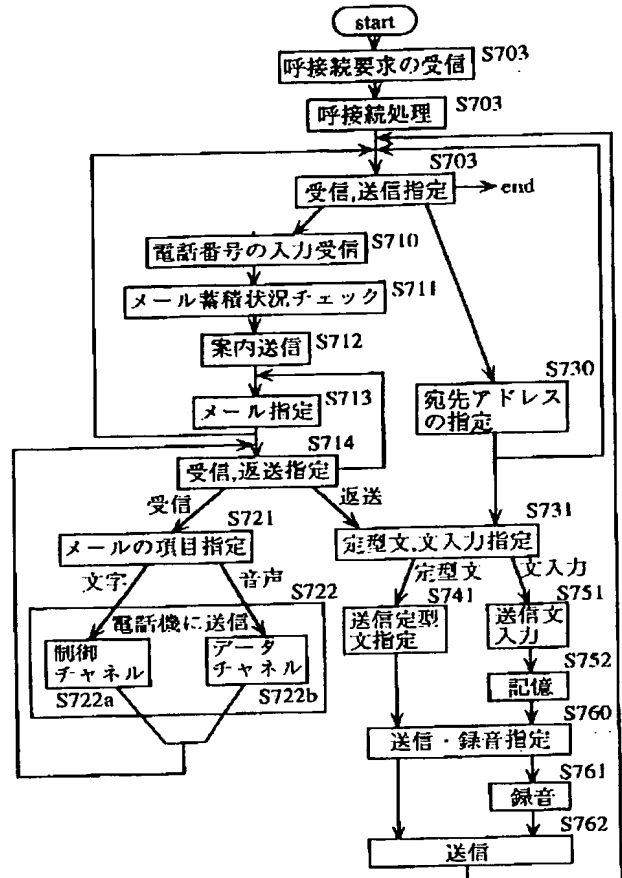 start
呼接続要求の受信
S703
呼接続処理
S703
S703
受信,送信指定
end
電話番号の入力受信
S710
メール蓄積状況チェック
S711
案内送信
S712
メール指定
S713
S714
受信,返送指定
S730
宛先アドレス
の指定
受信
返送
S721
メールの項目指定
文字
音声
S722
電話機に送信
制御
チャネル
データ
チャネル
S722a
S722b
S731
定型文,文入力指定
定型文
文入力
S741
送信定型
文指定
S751
送信文
入力
S752
記憶
S760
送信・録音指定
S761
録音
S762
送信